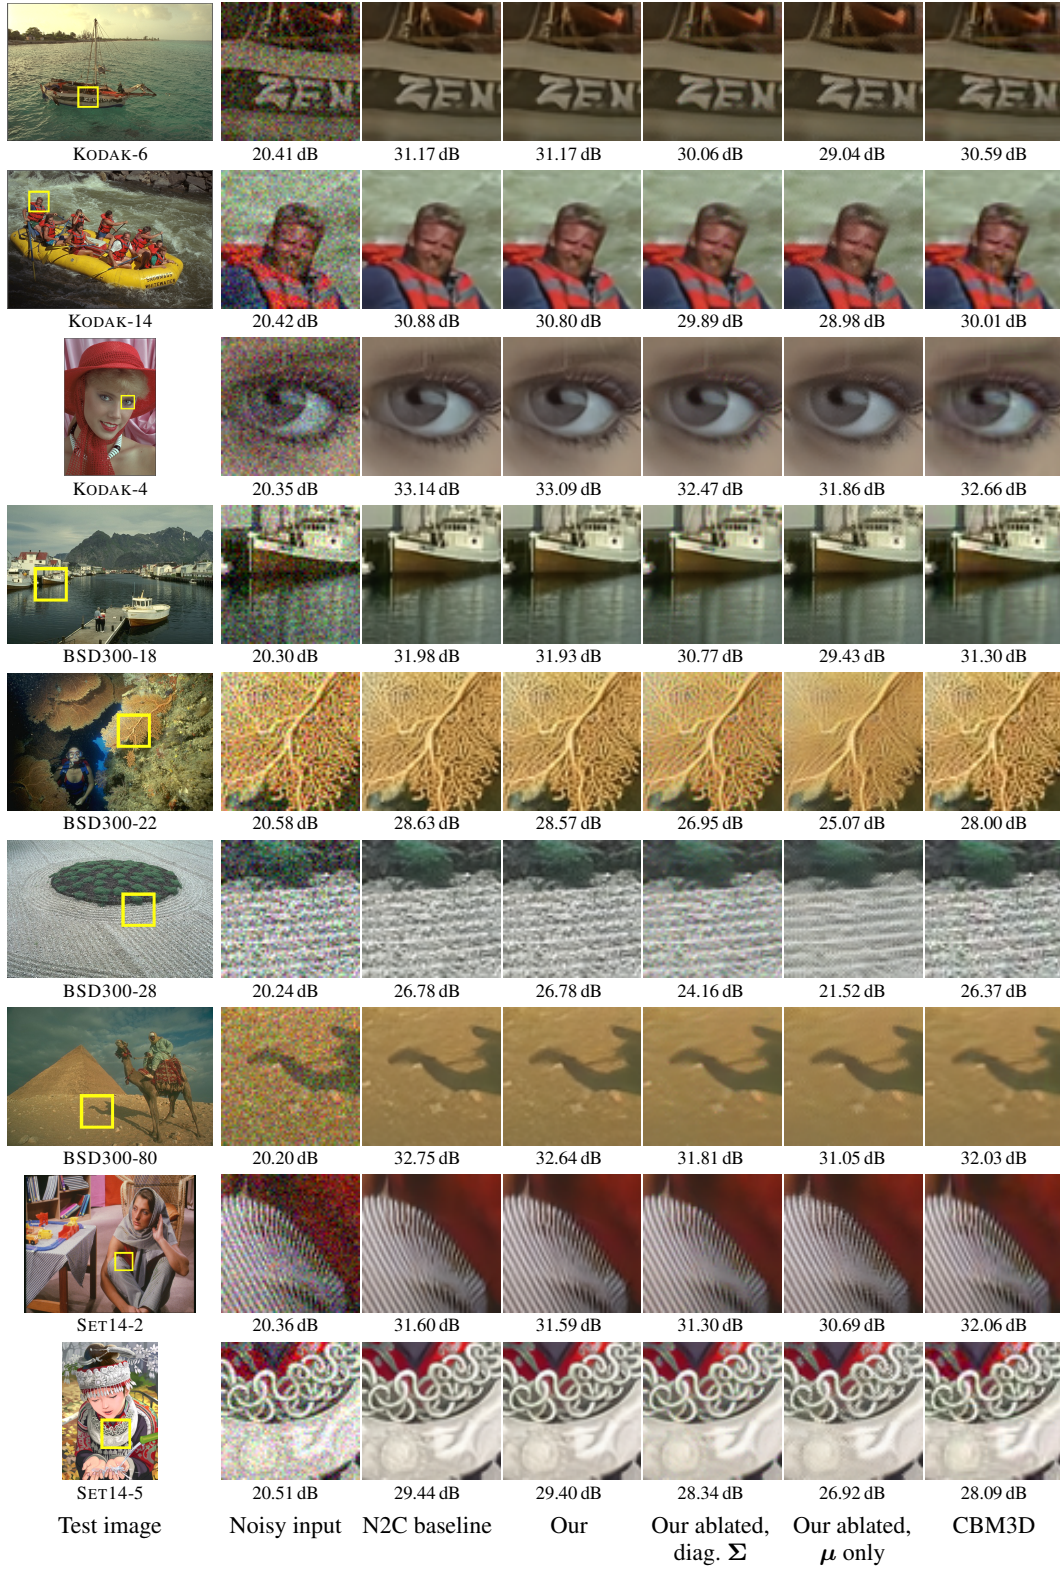 ZEN
ZEN
ZEN
ZEN
ZEN
ZEN
KODAK-6 20.41 dB 31.17 dB 31.17 dB 30.06 dB 29.04 dB 30.59 dB
KODAK-14 20.42 dB 30.88 dB 30.80 dB 29.89 dB 28.98 dB 30.01 dB
KODAK-4 20.35 dB 33.14 dB 33.09 dB 32.47 dB 31.86 dB 32.66 dB
BSD300-18 20.30 dB 31.98 dB 31.93 dB 30.77 dB 29.43 dB 31.30 dB
BSD300-22 20.58 dB 28.63 dB 28.57 dB 26.95 dB 25.07 dB 28.00 dB
BSD300-28 20.24 dB 26.78 dB 26.78 dB 24.16 dB 21.52 dB 26.37 dB
BSD300-80 20.20 dB 32.75 dB 32.64 dB 31.81 dB 31.05 dB 32.03 dB
SET14-2 20.36 dB 31.60 dB 31.59 dB 31.30 dB 30.69 dB 32.06 dB
SET14-5 20.51 dB 29.44 dB 29.40 dB 28.34 dB 26.92 dB 28.09 dB
Test image Noisy input N2C baseline Our Our ablated, Our ablated, CBM3D
diag. Σ μ only